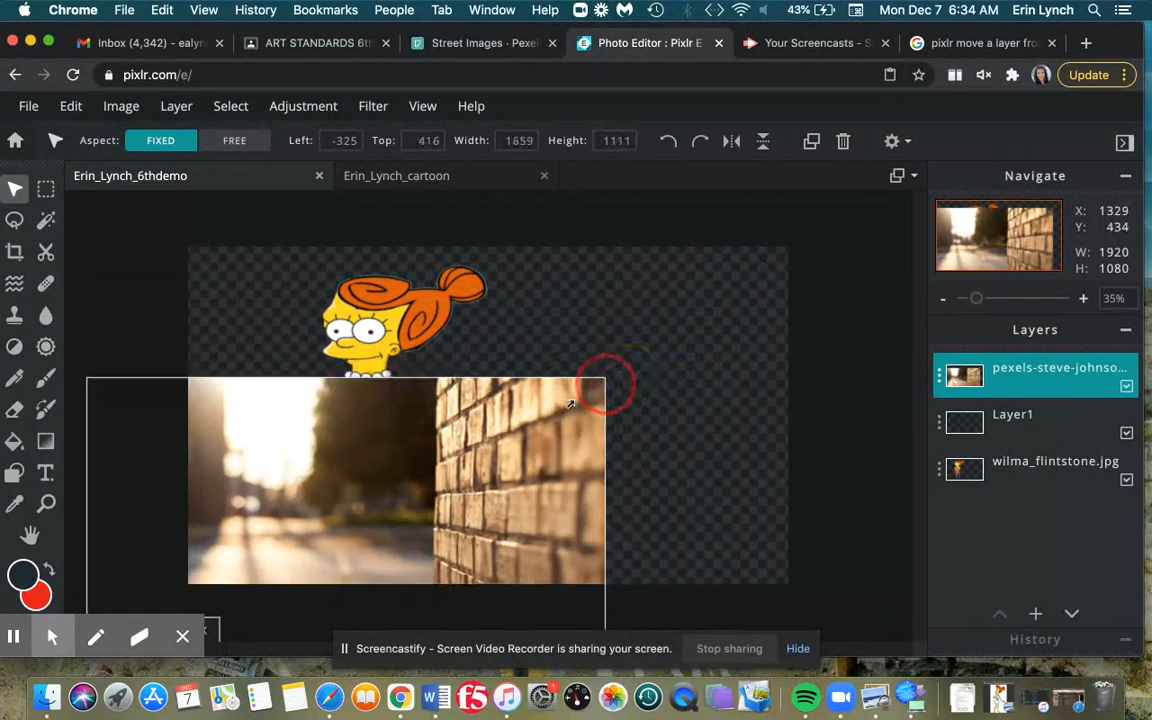 Chrome File Edit View History Bookmarks People Tab Window Help 43% Mon Dec 7 6:34 AM Erin Lynch
Inbox (4,342) - ealyn ART STANDARDS 6th Street Images · Pexel Photo Editor : Pixlr E Your Screencasts - S pixlr move a layer fro
pixlr.com/e/ Update
File Edit Image Layer Select Adjustment Filter View Help
Aspect: FIXED FREE Left: -325 Top: 416 Width: 1659 Height: 1111
Erin_Lynch_6thdemo Erin_Lynch_cartoon Navigate
X: 1329
Y: 434
W: 1920
H: 1080
35%
Layers
pexels-steve-johnso...
Layer1
wilma_flintstone.jpg
History
Screencastify - Screen Video Recorder is sharing your screen. Stop sharing Hide